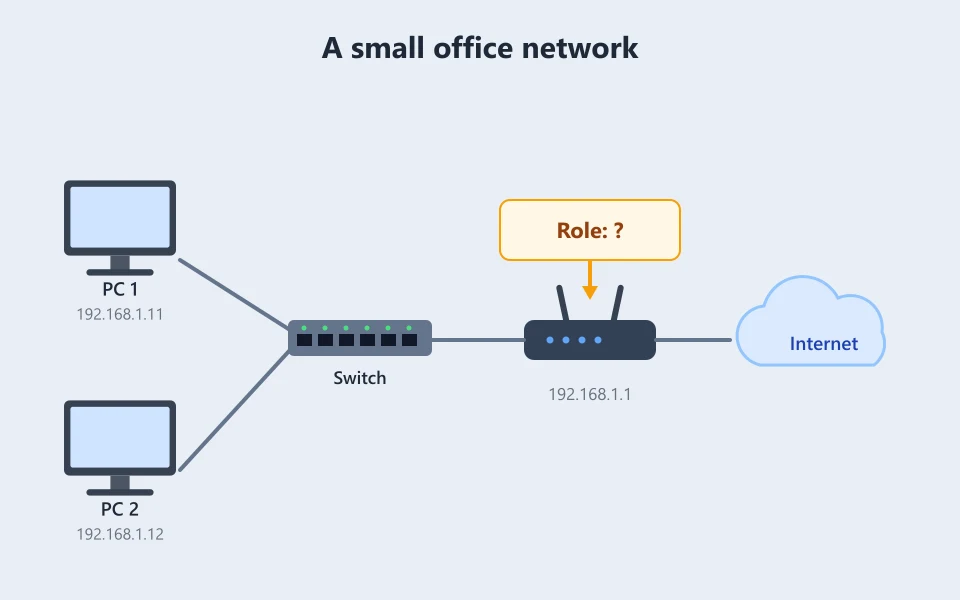 A small office network
PC 1
192.168.1.11
Role: ?
Switch
192.168.1.1
Internet
PC 2
192.168.1.12